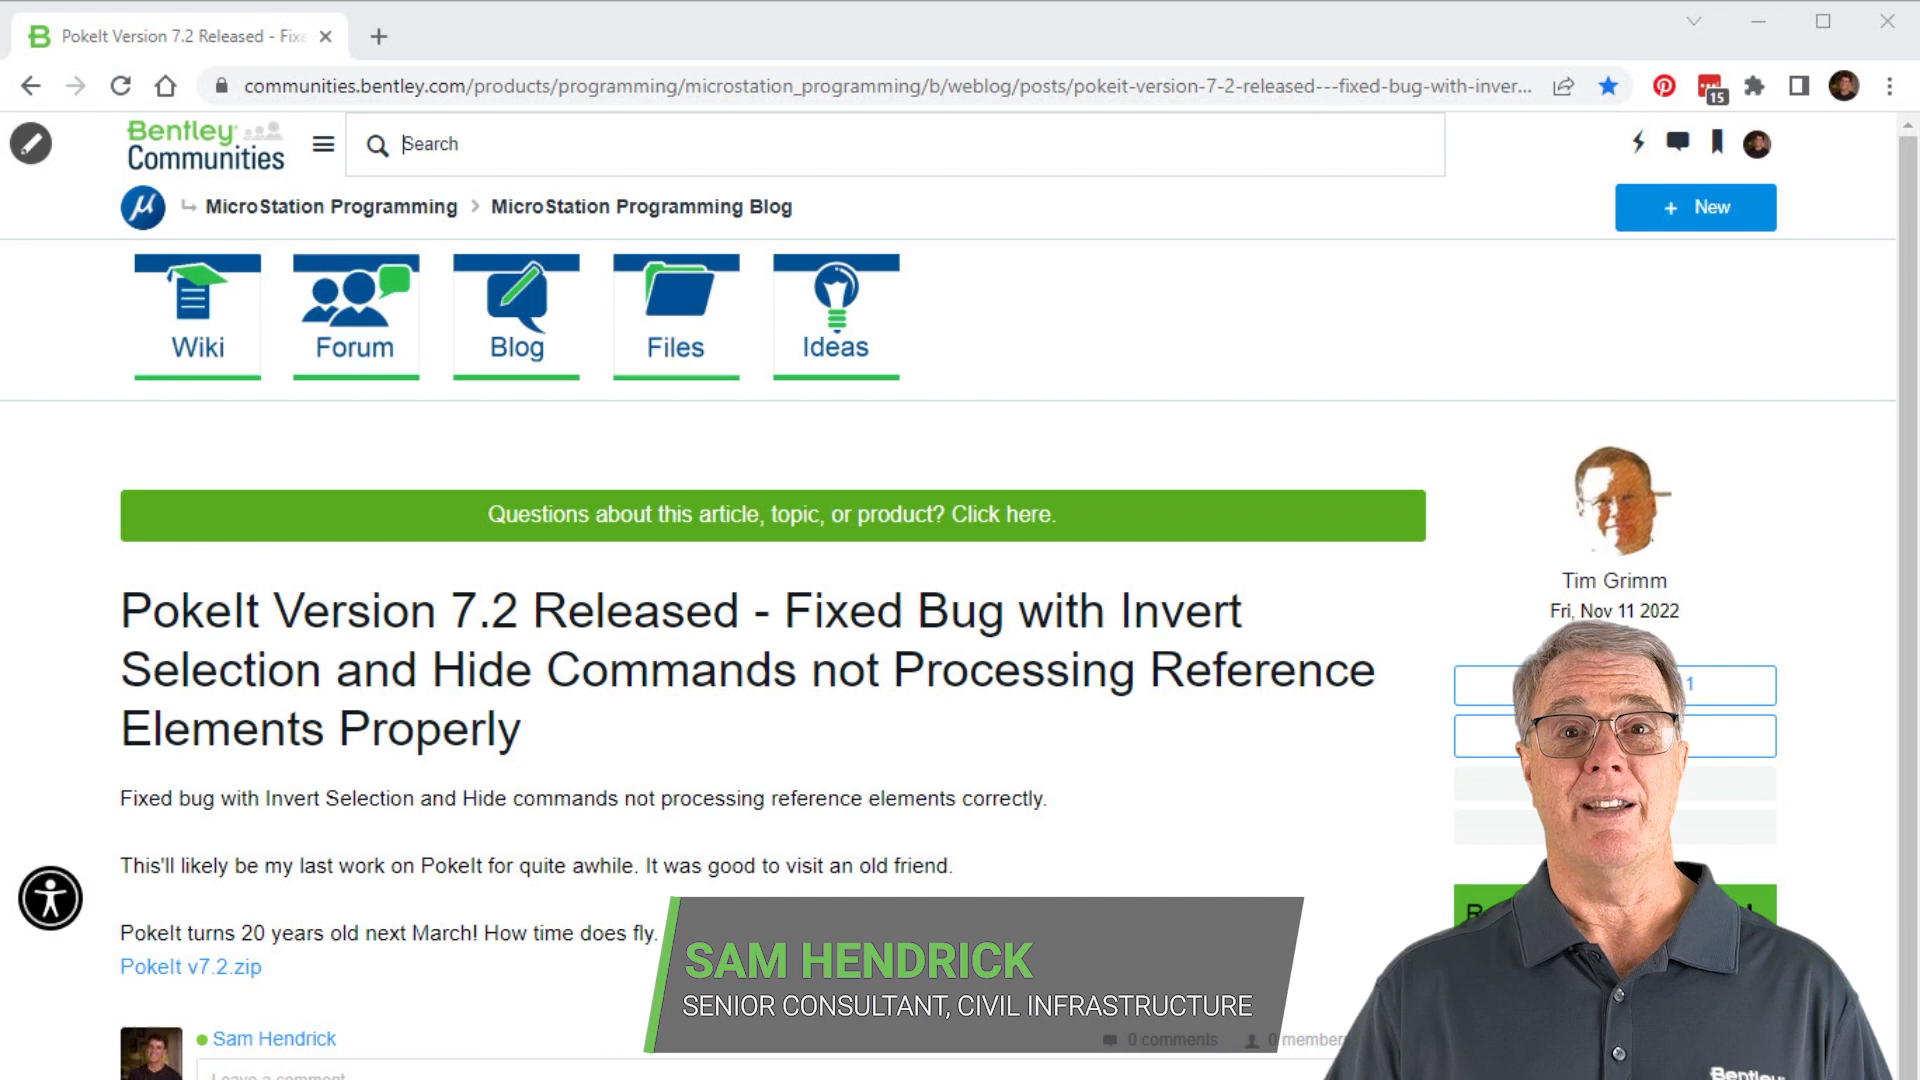 PokeIt Version 7.2 Released - Fixe
communities.bentley.com/products/programming/microstation_programming/b/weblog/posts/pokeit-version-7-2-released---fixed-bug-with-inver...
15
Bentley
Communities
Search
MicroStation Programming > MicroStation Programming Blog
+ New
Wiki
Forum
Blog
Files
Ideas
Questions about this article, topic, or product? Click here.
Tim Grimm
Fri, Nov 11 2022
PokeIt Version 7.2 Released - Fixed Bug with Invert
Selection and Hide Commands not Processing Reference
Elements Properly
1
Fixed bug with Invert Selection and Hide commands not processing reference elements correctly.
This'll likely be my last work on PokeIt for quite awhile. It was good to visit an old friend.
PokeIt turns 20 years old next March! How time does fly.
PokeIt v7.2.zip
SAM HENDRICK
SENIOR CONSULTANT, CIVIL INFRASTRUCTURE
Sam Hendrick
0 comments
0 member
Leave a comment
Bentley